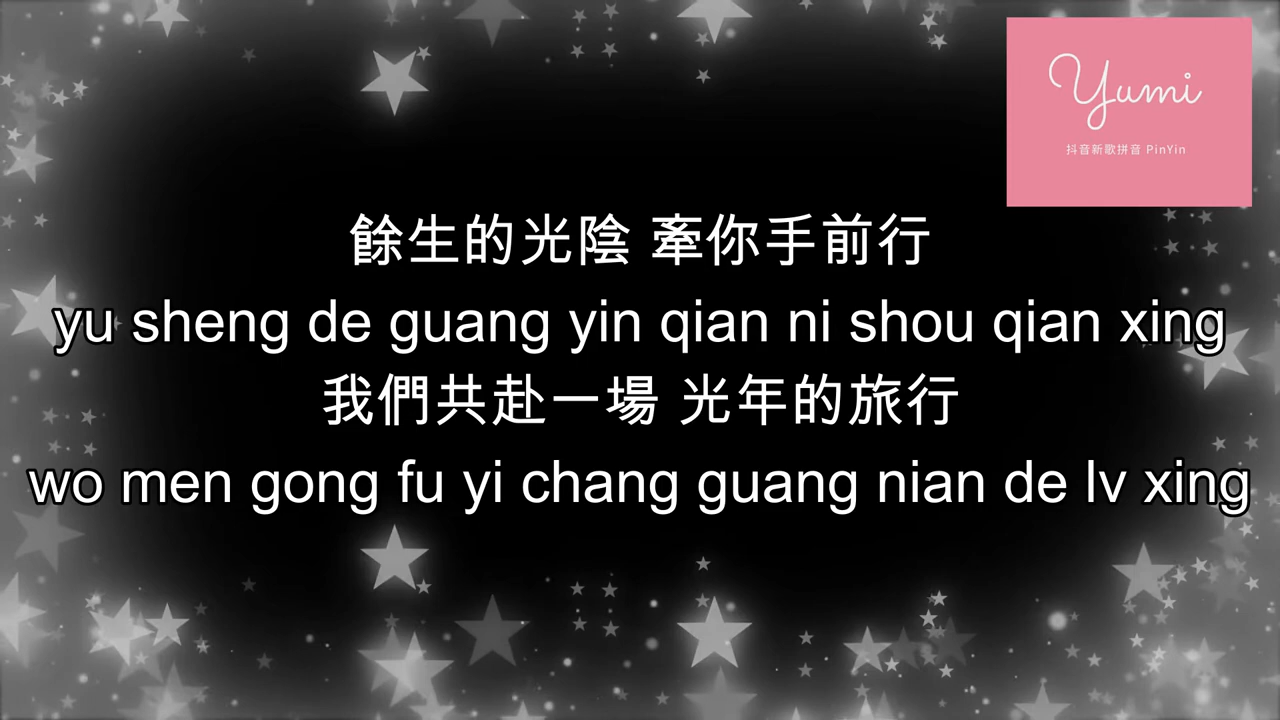 Yumi
抖音新歌拼音 PinYin
餘生的光陰 牽你手前行
yu sheng de guang yin qian ni shou qian xing
我們共赴一場 光年的旅行
wo men gong fu yi chang guang nian de lv xing